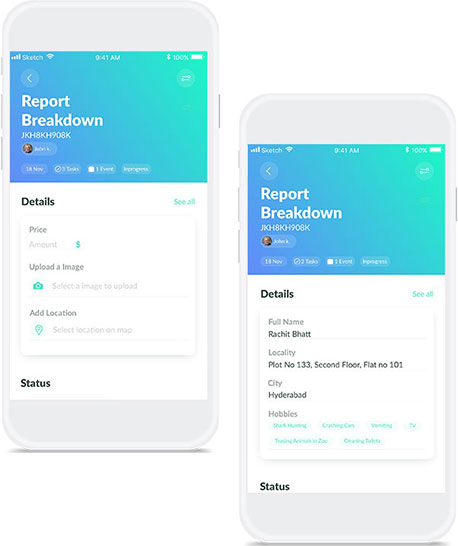 Sketch 9:41 AM 100%
Report
Breakdown
JKH8KH908K
John k.
18 Nov 3 Tasks 1 Event Inprogress
Details See all
Price
Amount $
Upload a Image
Select a image to upload
Add Location
Select location on map
Status
Sketch 9:41 AM 100%
Report
Breakdown
JKH8KH908K
John k.
18 Nov 3 Tasks 1 Event Inprogress
Details See all
Full Name
Rachit Bhatt
Locality
Plot No 133, Second Floor, Flat no 101
City
Hyderabad
Hobbies
Shark Hunting Crashing Cars Vomiting TV
Teasing Animals in Zoo Cleaning Toilets
Status